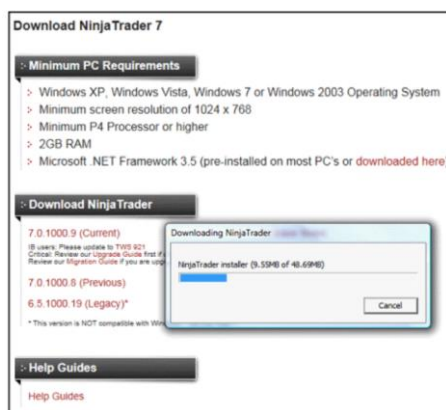 Download NinjaTrader 7
Minimum PC Requirements
Windows XP, Windows Vista, Windows 7 or Windows 2003 Operating System
Minimum screen resolution of 1024 x 768
Minimum P4 Processor or higher
2GB RAM
Microsoft .NET Framework 3.5 (pre-installed on most PC's or downloaded here)
Download NinjaTrader
7.0.1000.9 (Current)
IB users: Please update to TWS 921
Critical: Review our Upgrade Guide first if
Review our Migration Guide if you are upg
7.0.1000.8 (Previous)
6.5.1000.19 (Legacy)*
* This version is NOT compatible with Win
Downloading NinjaTrader
NinjaTrader installer (9.55MB of 48.69MB)
Cancel
Help Guides
Help Guides